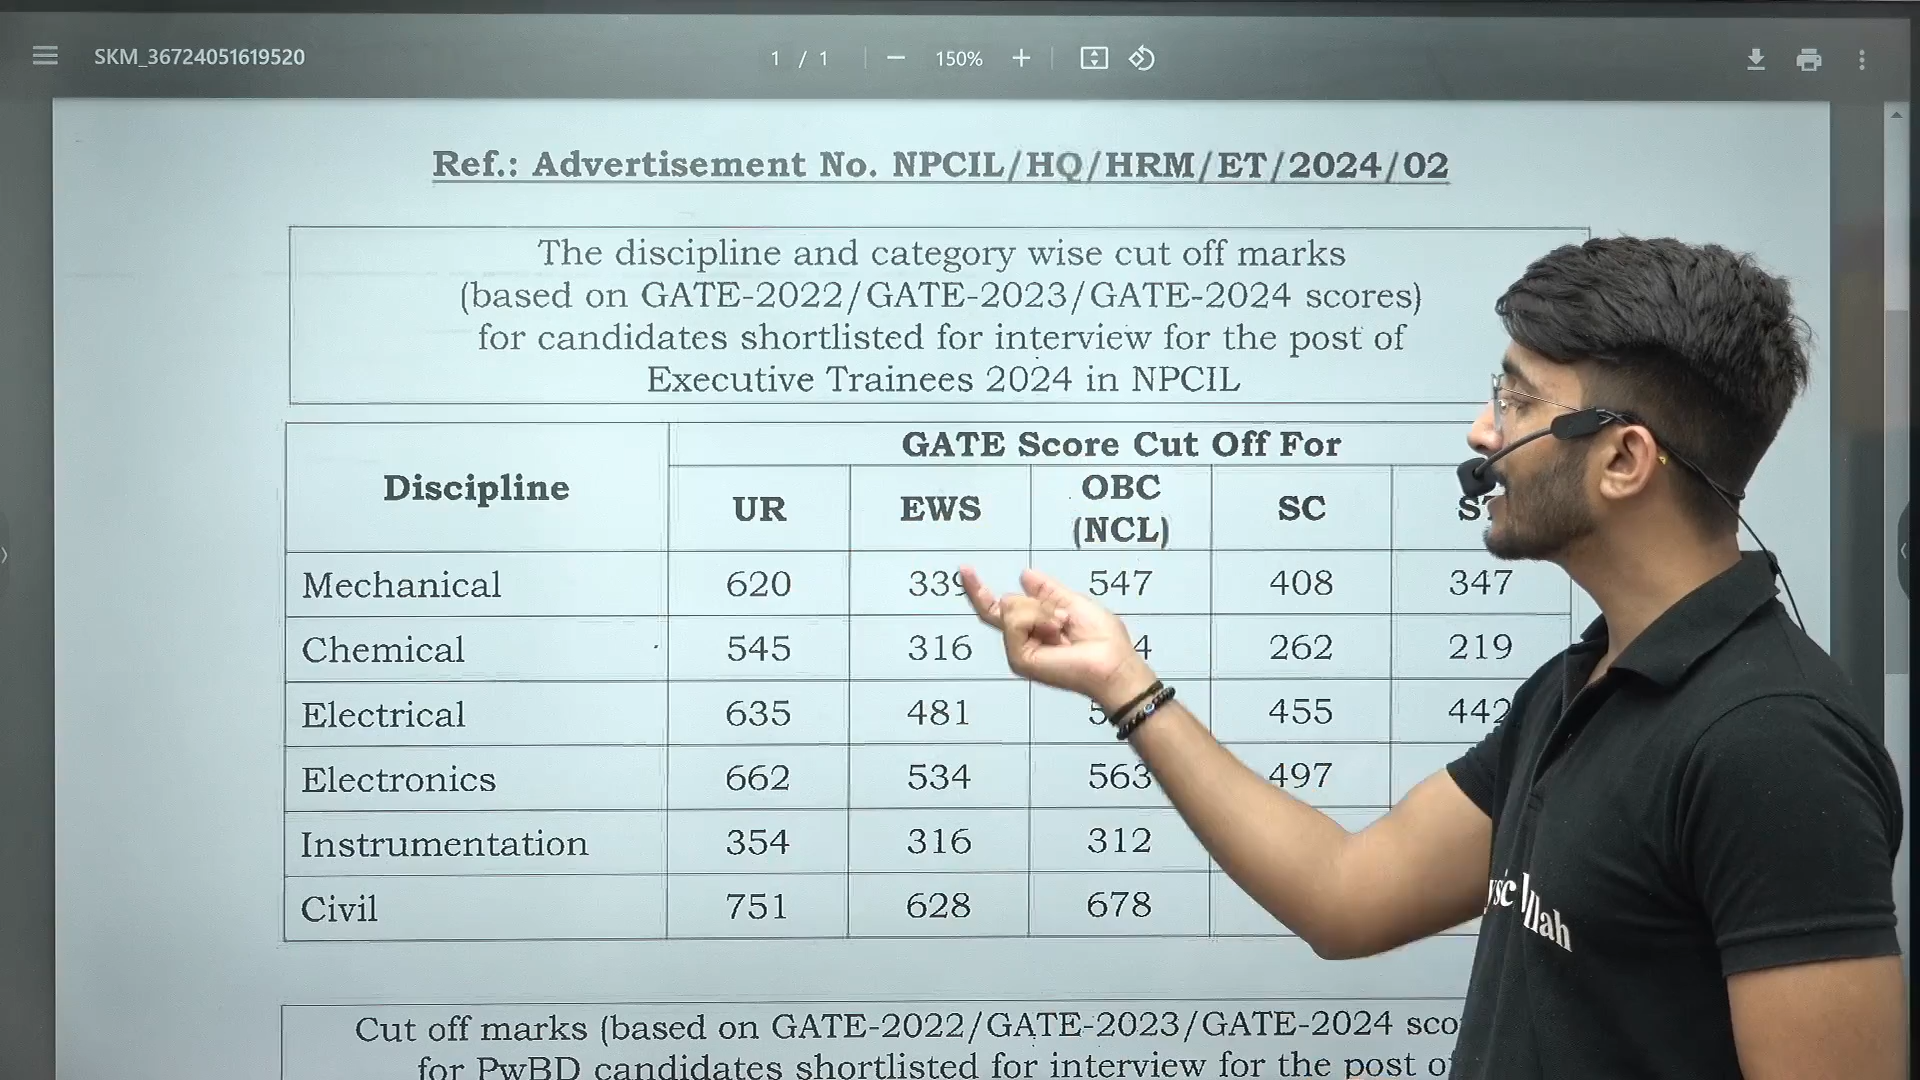 SKM_36724051619520
1 / 1
150%
Ref.: Advertisement No. NPCIL/HQ/HRM/ET/2024/02
The discipline and category wise cut off marks
(based on GATE-2022/GATE-2023/GATE-2024 scores)
for candidates shortlisted for interview for the post of
Executive Trainees 2024 in NPCIL
Discipline
GATE Score Cut Off For
UR EWS OBC (NCL) SC
Mechanical 620 339 547 408 347
Chemical 545 316 262 219
Electrical 635 481 455 442
Electronics 662 534 563 497
Instrumentation 354 316 312
Civil 751 628 678
Cut off marks (based on GATE-2022/GATE-2023/GATE-2024
for PwBD candidates shortlisted for interview for the post